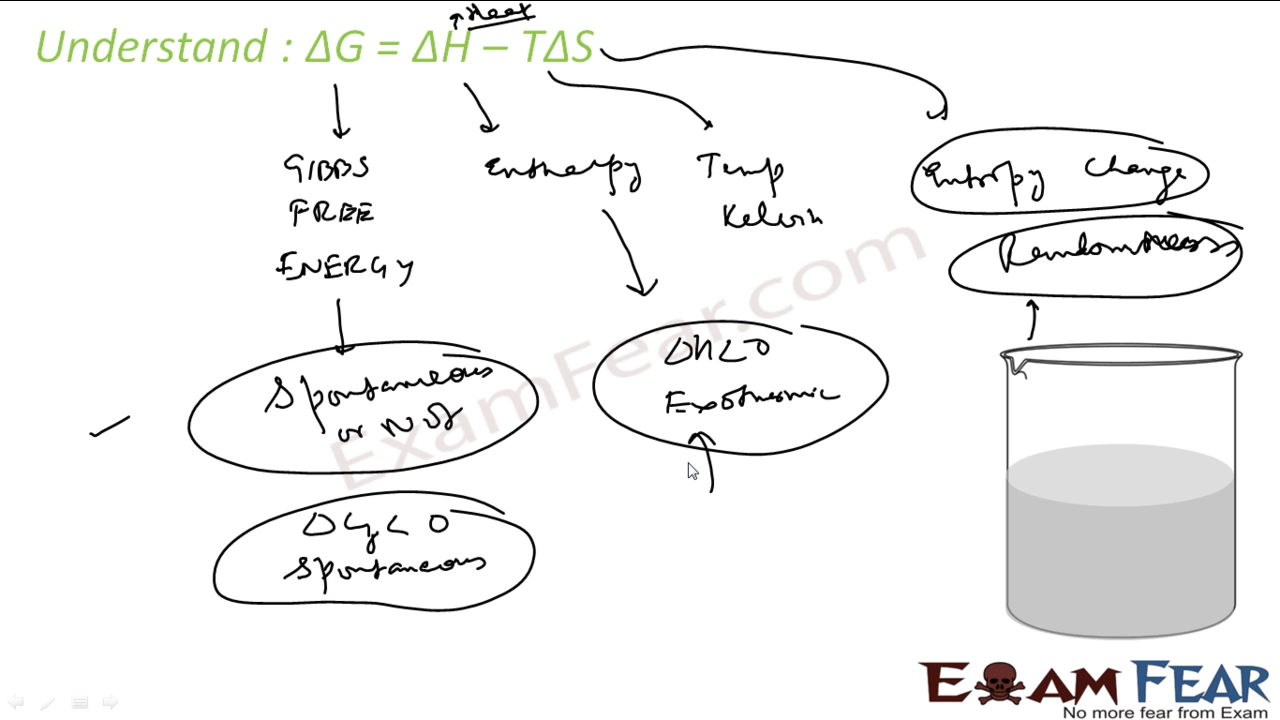 Heat
Understand : ΔG = ΔH – TΔS
GIBBS
FREE
ENERGY
Enthalpy
Temp
Kelvin
Entropy Change
Randomness
Spontaneous
or Not
ΔH<0
Exothermic
ΔG<0
Spontaneous
ExamFear.com
EXAM FEAR
No more fear from Exam